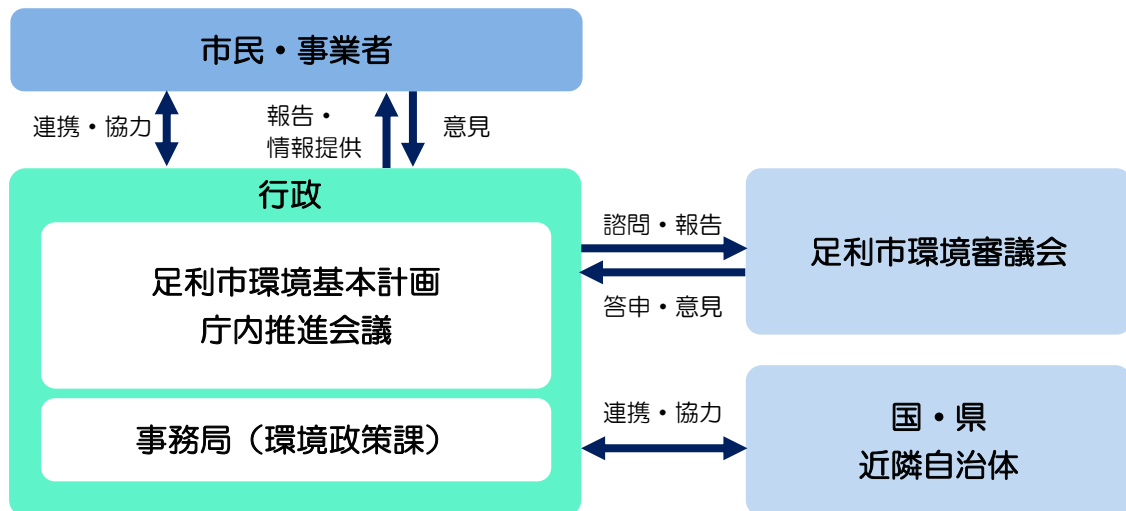 市民・事業者
連携・協力
報告・
情報提供
意見
行政
足利市環境基本計画
庁内推進会議
事務局（環境政策課）
諮問・報告
答申・意見
足利市環境審議会
連携・協力
国・県
近隣自治体